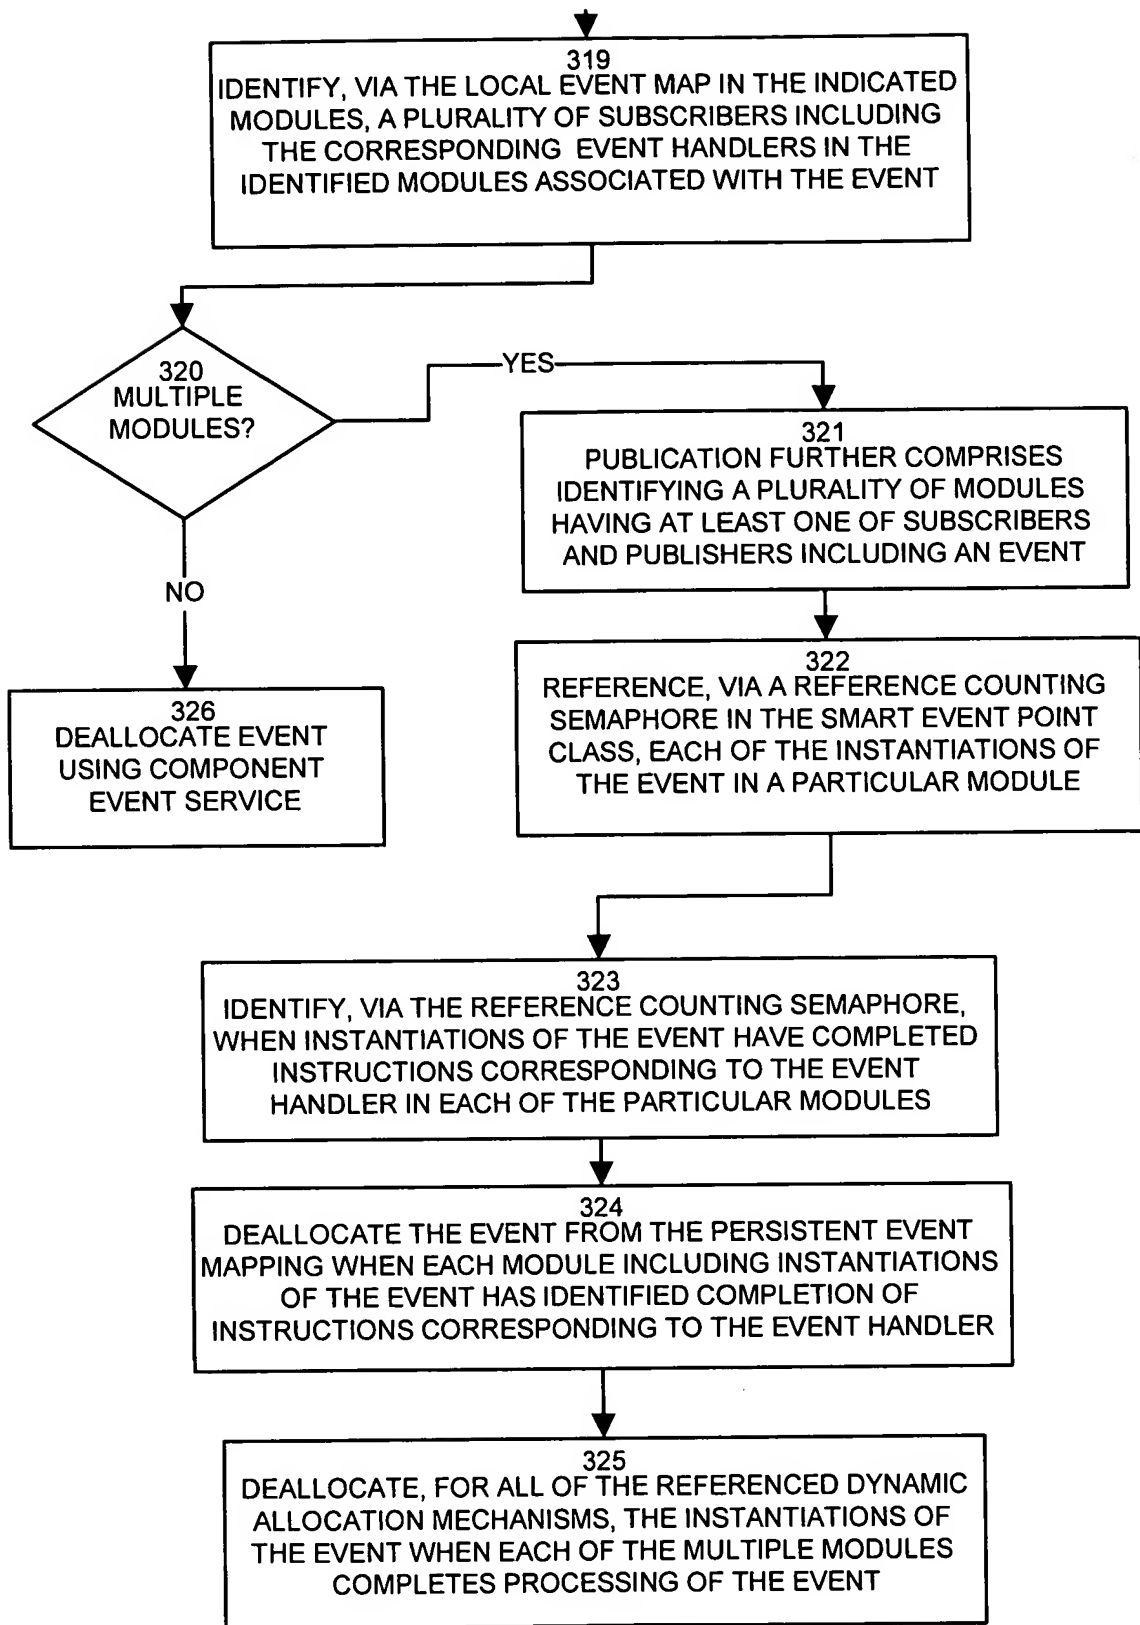 319
IDENTIFY, VIA THE LOCAL EVENT MAP IN THE INDICATED
MODULES, A PLURALITY OF SUBSCRIBERS INCLUDING
THE CORRESPONDING EVENT HANDLERS IN THE
IDENTIFIED MODULES ASSOCIATED WITH THE EVENT
320
MULTIPLE
MODULES?
YES
321
PUBLICATION FURTHER COMPRISES
IDENTIFYING A PLURALITY OF MODULES
HAVING AT LEAST ONE OF SUBSCRIBERS
AND PUBLISHERS INCLUDING AN EVENT
NO
322
REFERENCE, VIA A REFERENCE COUNTING
SEMAPHORE IN THE SMART EVENT POINT
CLASS, EACH OF THE INSTANTIATIONS OF
THE EVENT IN A PARTICULAR MODULE
326
DEALLOCATE EVENT
USING COMPONENT
EVENT SERVICE
323
IDENTIFY, VIA THE REFERENCE COUNTING SEMAPHORE,
WHEN INSTANTIATIONS OF THE EVENT HAVE COMPLETED
INSTRUCTIONS CORRESPONDING TO THE EVENT
HANDLER IN EACH OF THE PARTICULAR MODULES
324
DEALLOCATE THE EVENT FROM THE PERSISTENT EVENT
MAPPING WHEN EACH MODULE INCLUDING INSTANTIATIONS
OF THE EVENT HAS IDENTIFIED COMPLETION OF
INSTRUCTIONS CORRESPONDING TO THE EVENT HANDLER
325
DEALLOCATE, FOR ALL OF THE REFERENCED DYNAMIC
ALLOCATION MECHANISMS, THE INSTANTIATIONS OF
THE EVENT WHEN EACH OF THE MULTIPLE MODULES
COMPLETES PROCESSING OF THE EVENT